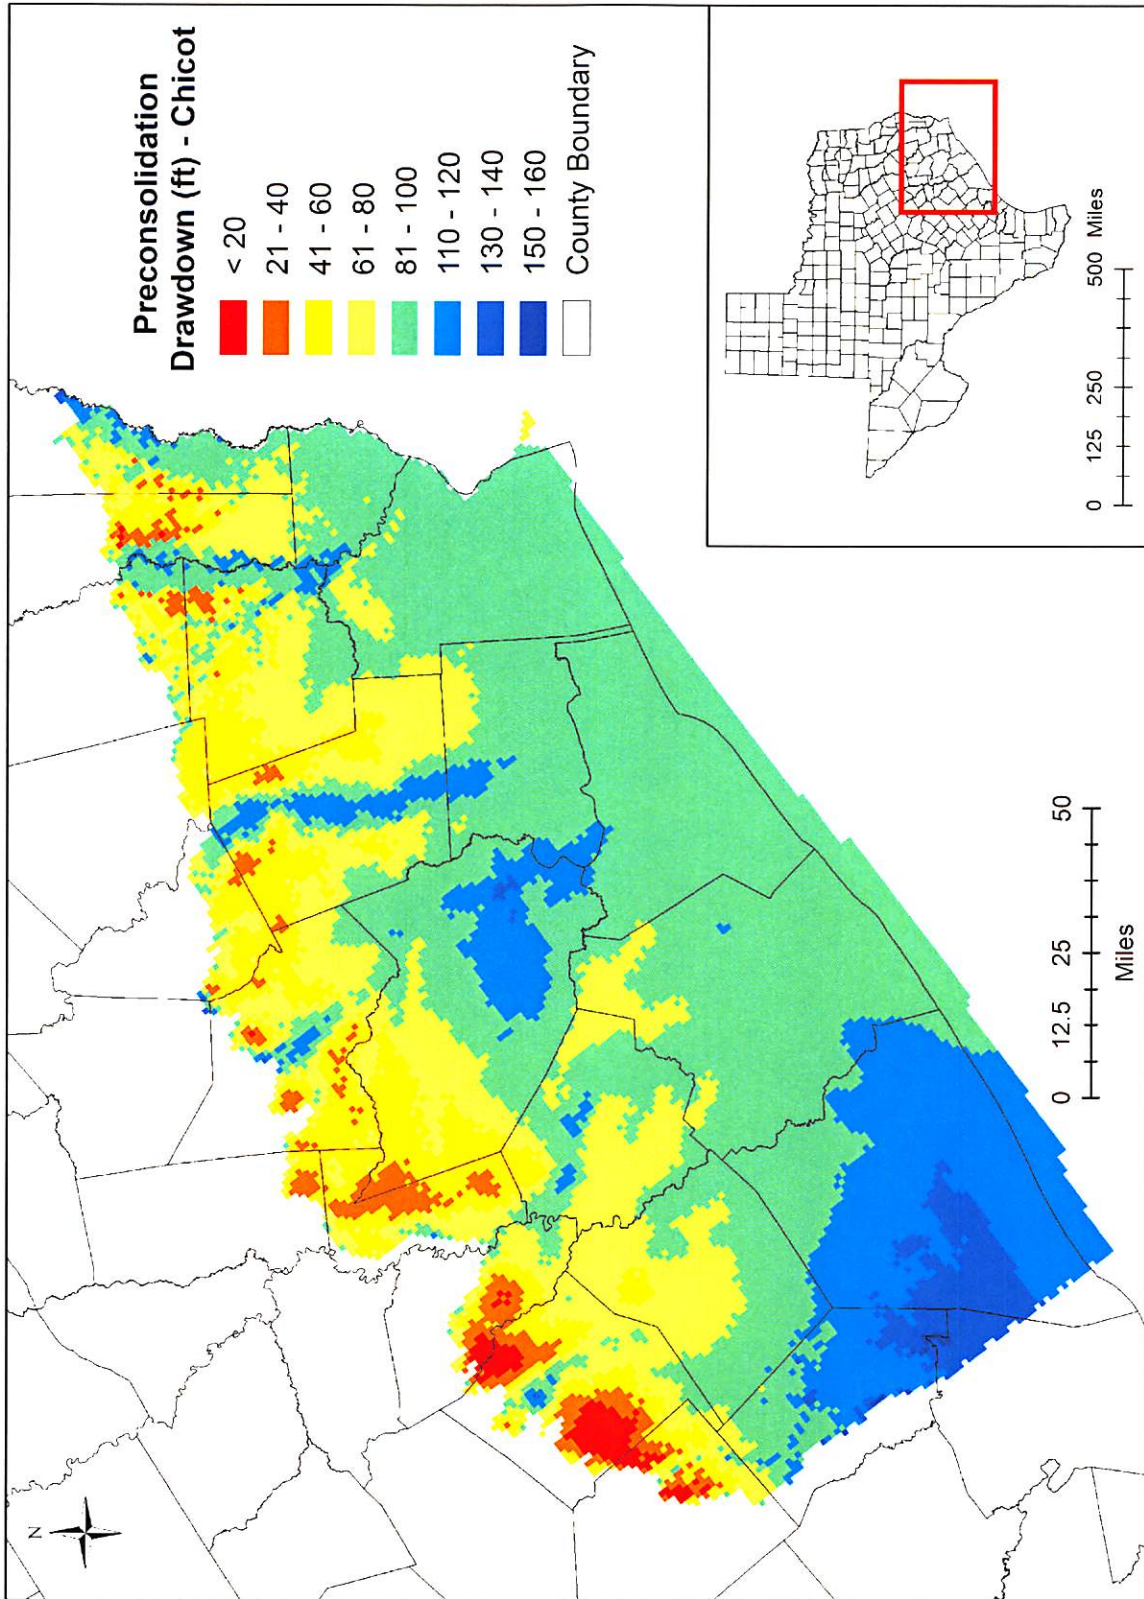 Preconsolidation
Drawdown (ft) - Chicot
< 20
21 - 40
41 - 60
61 - 80
81 - 100
110 - 120
130 - 140
150 - 160
County Boundary
N
0 12.5 25 50
Miles
0 125 250 500 Miles